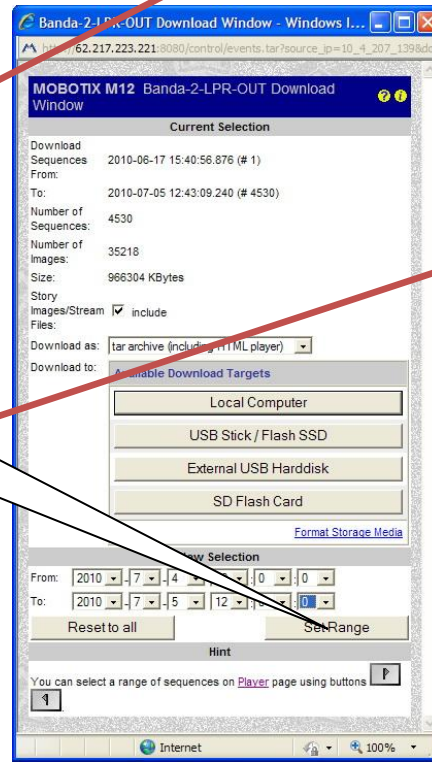 Banda-2-LPR-OUT Download Window - Windows I...
62.217.223.221:8080/control/events.tar?source_ip=10_4_207_139&do
MOBOTIX M12 Banda-2-LPR-OUT Download
Window
Current Selection
Download
Sequences
From:
2010-06-17 15:40:56.876 (# 1)
To: 2010-07-05 12:43:09.240 (# 4530)
Number of
Sequences:
4530
Number of
Images:
35218
Size: 966304 KBytes
Story
Images/Stream
Files:
include
Download as: tar archive (including HTML player)
Download to: Available Download Targets
Local Computer
USB Stick / Flash SSD
External USB Harddisk
SD Flash Card
Format Storage Media
New Selection
From: 2010 - 7 - 4 : 0 : 0
To: 2010 - 7 - 5 12 : : 0
Reset to all Set Range
Hint
You can select a range of sequences on Player page using buttons
Internet 100%